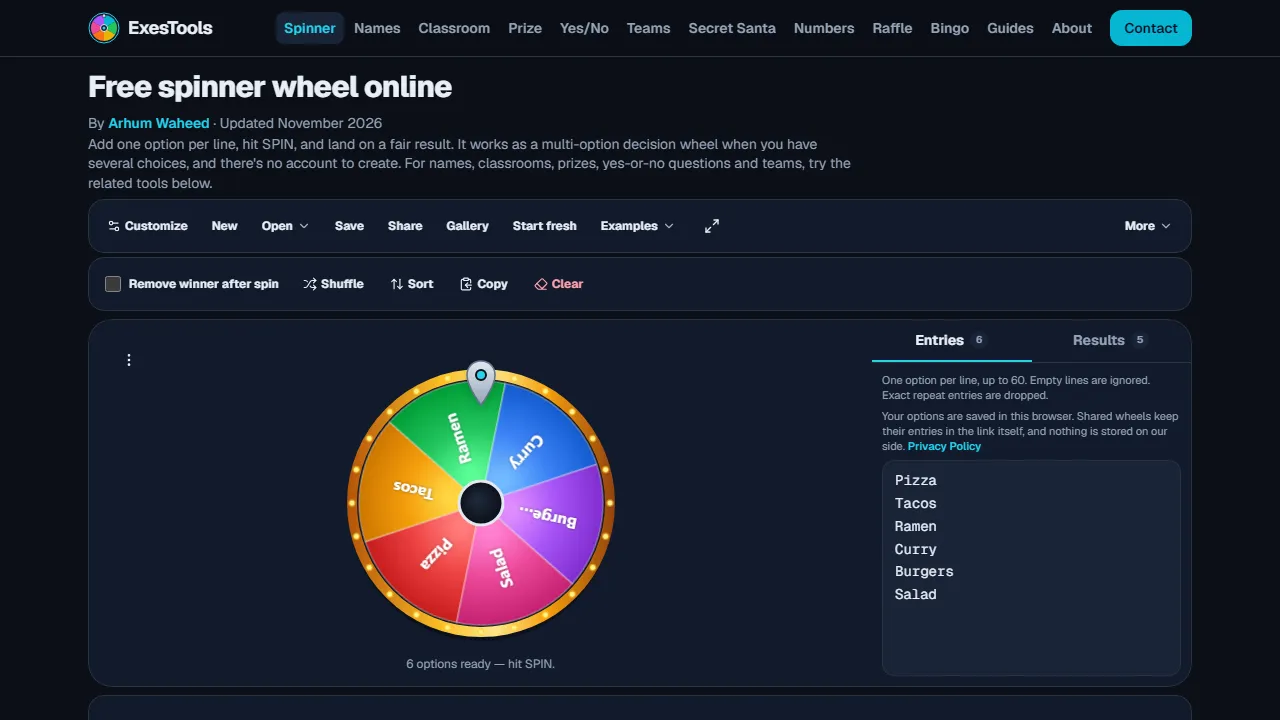 ExesTools
Spinner Names Classroom Prize Yes/No Teams Secret Santa Numbers Raffle Bingo Guides About Contact
Free spinner wheel online
By Arhum Waheed · Updated November 2026
Add one option per line, hit SPIN, and land on a fair result. It works as a multi-option decision wheel when you have
several choices, and there's no account to create. For names, classrooms, prizes, yes-or-no questions and teams, try the
related tools below.
Customize New Open Save Share Gallery Start fresh Examples More
Remove winner after spin Shuffle Sort Copy Clear
Ramen
Curry
Burge...
Salad
Pizza
Tacos
6 options ready — hit SPIN.
Entries 6 Results 5
One option per line, up to 60. Empty lines are ignored.
Exact repeat entries are dropped.
Your options are saved in this browser. Shared wheels keep
their entries in the link itself, and nothing is stored on our
side. Privacy Policy
Pizza
Tacos
Ramen
Curry
Burgers
Salad